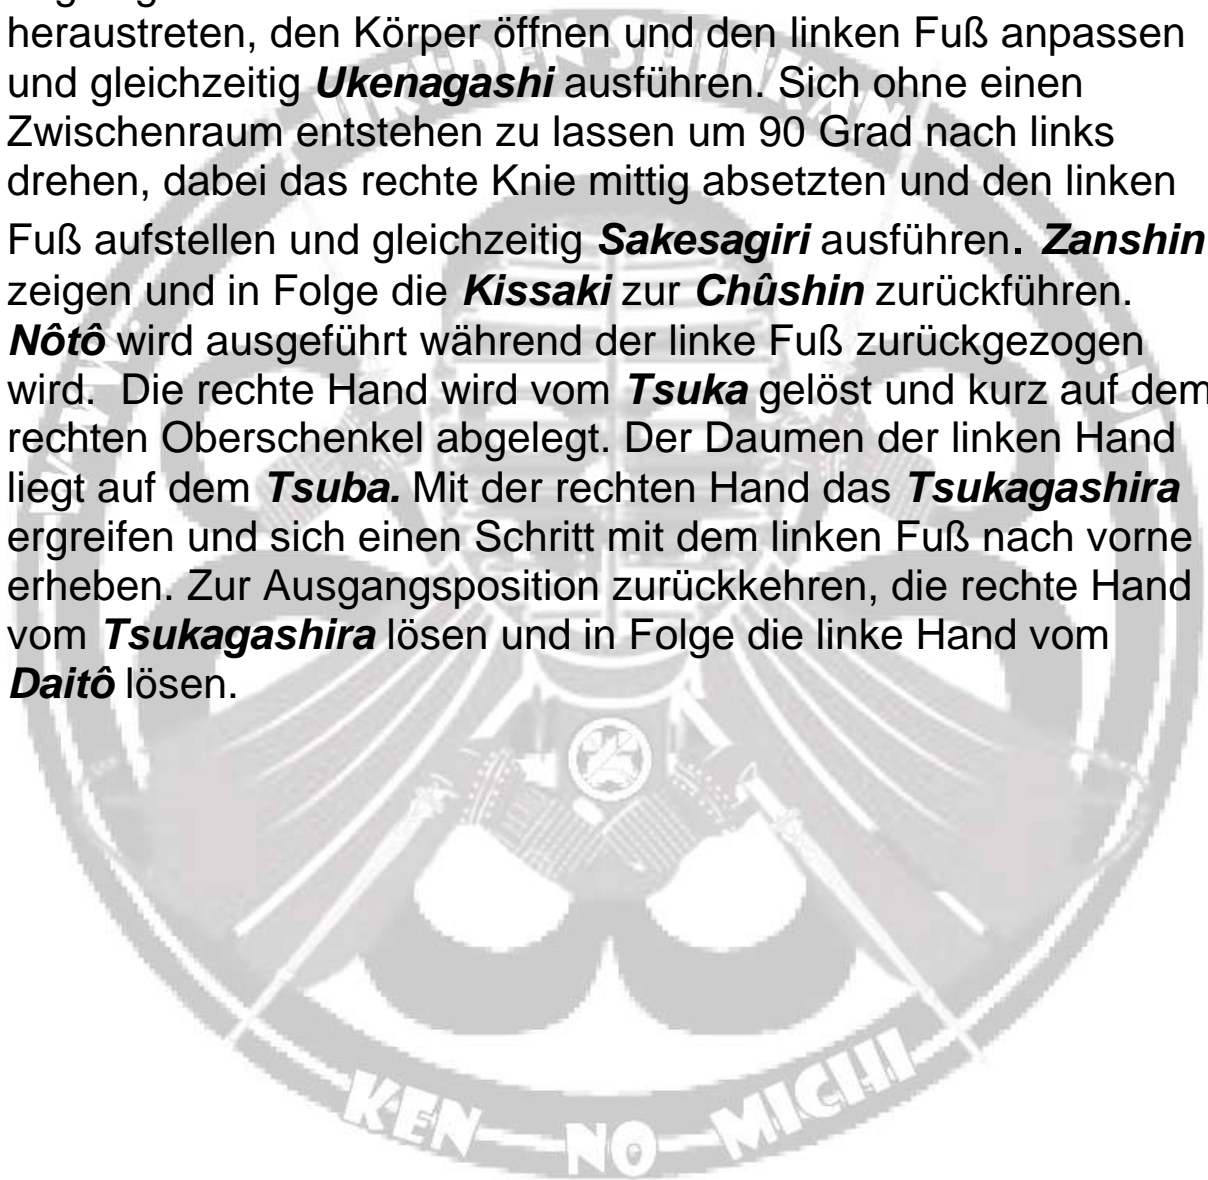 heraustreten, den Körper öffnen und den linken Fuß anpassen
und gleichzeitig Ukenagashi ausführen. Sich ohne einen
Zwischenraum entstehen zu lassen um 90 Grad nach links
drehen, dabei das rechte Knie mittig absetzten und den linken
Fuß aufstellen und gleichzeitig Sakesagiri ausführen. Zanshin
zeigen und in Folge die Kissaki zur Chûshin zurückführen.
Nôtô wird ausgeführt während der linke Fuß zurückgezogen
wird. Die rechte Hand wird vom Tsuka gelöst und kurz auf dem
rechten Oberschenkel abgelegt. Der Daumen der linken Hand
liegt auf dem Tsuba. Mit der rechten Hand das Tsukagashira
ergreifen und sich einen Schritt mit dem linken Fuß nach vorne
erheben. Zur Ausgangsposition zurückkehren, die rechte Hand
vom Tsukagashira lösen und in Folge die linke Hand vom
Daitô lösen.
KEN NO MICHI